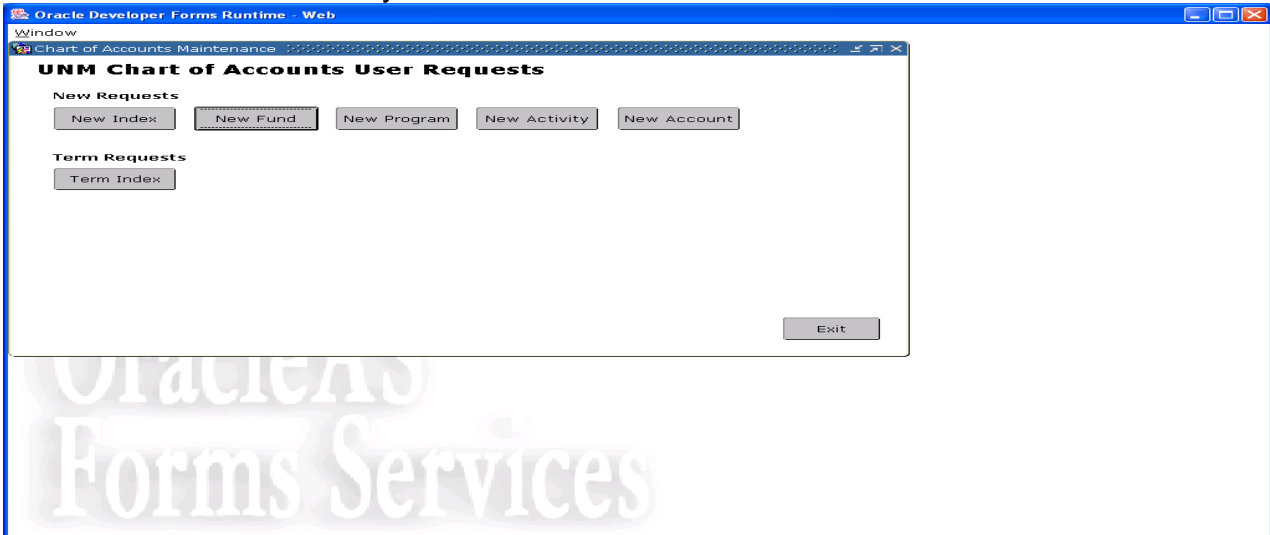 Oracle Developer Forms Runtime - Web
Window
Chart of Accounts Maintenance
UNM Chart of Accounts User Requests
New Requests
New Index New Fund New Program New Activity New Account
Term Requests
Term Index
Exit
OracleAS
Forms Services